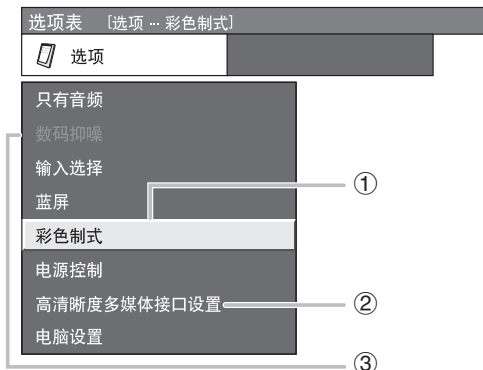 选项表 [选项 ··· 彩色制式]
选项
只有音频
数码抑噪
输入选择
①
蓝屏
彩色制式
电源控制
高清晰度多媒体接口设置
②
电脑设置
③